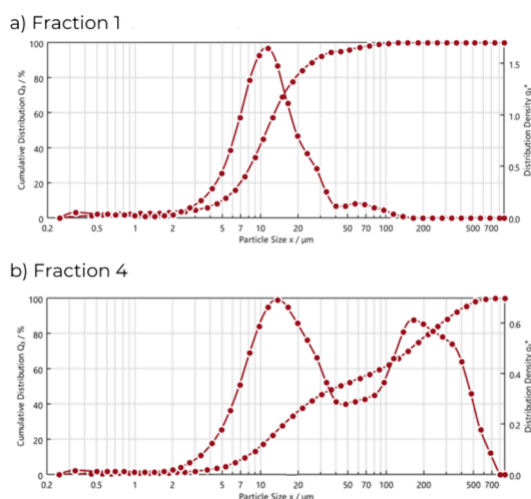 a) Fraction 1
Cumulative Distribution Q₃ / %
100
80
60
40
20
0
1.5
1.0
0.5
0.0
Distribution Density q₃*
0.2 0.5 1 2 5 7 10 20 50 70 100 200 500 700
Particle Size x / µm
b) Fraction 4
Cumulative Distribution Q₃ / %
100
80
60
40
20
0
0.6
0.4
0.2
0.0
Distribution Density q₃*
0.2 0.5 1 2 5 7 10 20 50 70 100 200 500 700
Particle Size x / µm